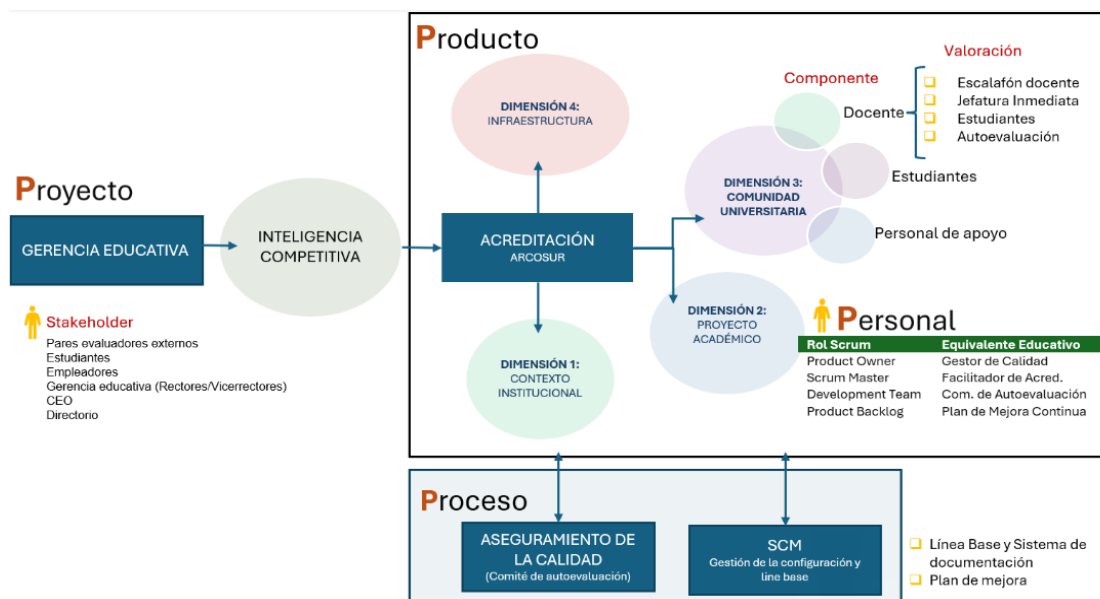 Proyecto
GERENCIA EDUCATIVA
INTELIGENCIA
COMPETITIVA
Stakeholder
Pares evaluadores externos
Estudiantes
Empleadores
Gerencia educativa (Rectores/Vicerrectores)
CEO
Directorio
Producto
DIMENSIÓN 4:
INFRAESTRUCTURA
ACREDITACIÓN
ARCOSUR
DIMENSIÓN 1:
CONTEXTO
INSTITUCIONAL
DIMENSIÓN 3:
COMUNIDAD
UNIVERSITARIA
DIMENSIÓN 2:
PROYECTO
ACADÉMICO
Componente
Docente
Estudiantes
Personal de apoyo
Valoración
Escalafón docente
Jefatura Inmediata
Estudiantes
Autoevaluación
Personal
Rol Scrum Equivalente Educativo
Product Owner Gestor de Calidad
Scrum Master Facilitador de Acred.
Development Team Com. de Autoevaluación
Product Backlog Plan de Mejora Continua
Proceso
ASEGURAMIENTO DE
LA CALIDAD
(Comité de autoevaluación)
SCM
Gestión de la configuración y
line base
Línea Base y Sistema de
documentación
Plan de mejora